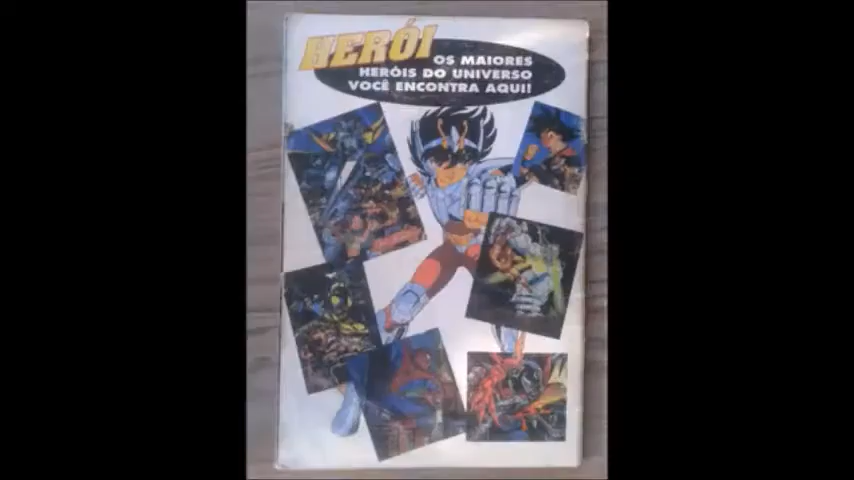 HERÓI
OS MAIORES
HERÓIS DO UNIVERSO
VOCÊ ENCONTRA AQUI!